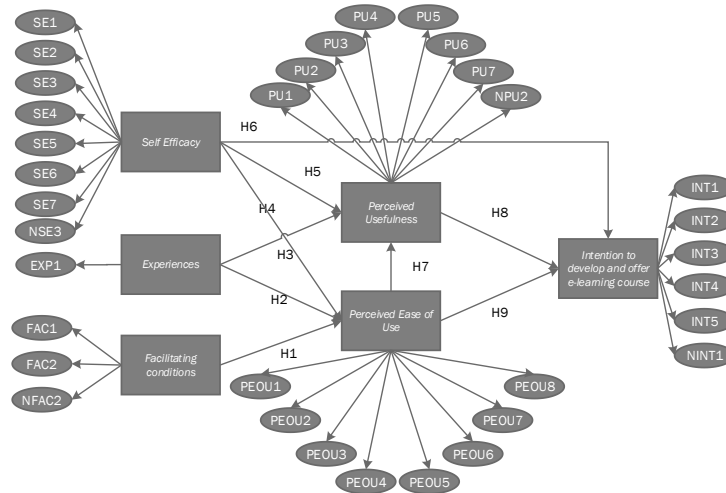 PU4
PU5
SE1
PU3
PU6
SE2
PU2
PU7
SE3
PU1
NPU2
SE4
H6
Self Efficacy
SE5
SE6
H5
INT1
SE7
H4
Perceived
Usefulness
H8
INT2
NSE3
EXP1
Experiences
H3
Intention to
develop and offer
e-learning course
INT3
H7
INT4
H2
Perceived Ease of
Use
H9
INT5
FAC1
H1
NINT1
FAC2
Facilitating
conditions
NFAC2
PEOU1
PEOU8
PEOU2
PEOU7
PEOU3
PEOU6
PEOU4
PEOU5